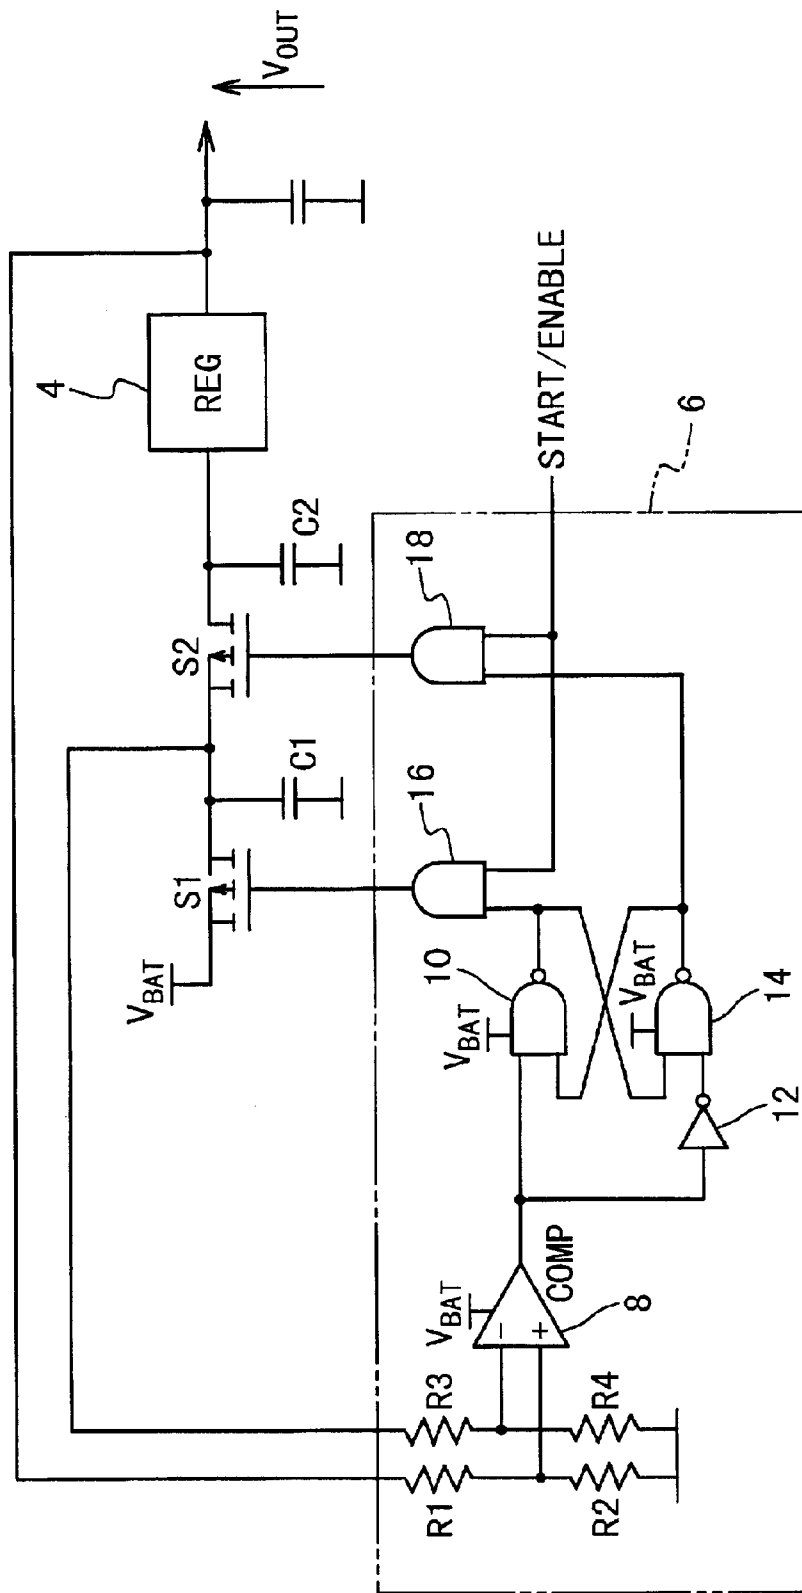 V_OUT
4
REG
START/ENABLE
6
C2
18
S2
C1
16
S1
V_BAT
10
V_BAT
V_BAT
14
12
V_BAT
COMP
8
−
+
R3
R4
R1
R2